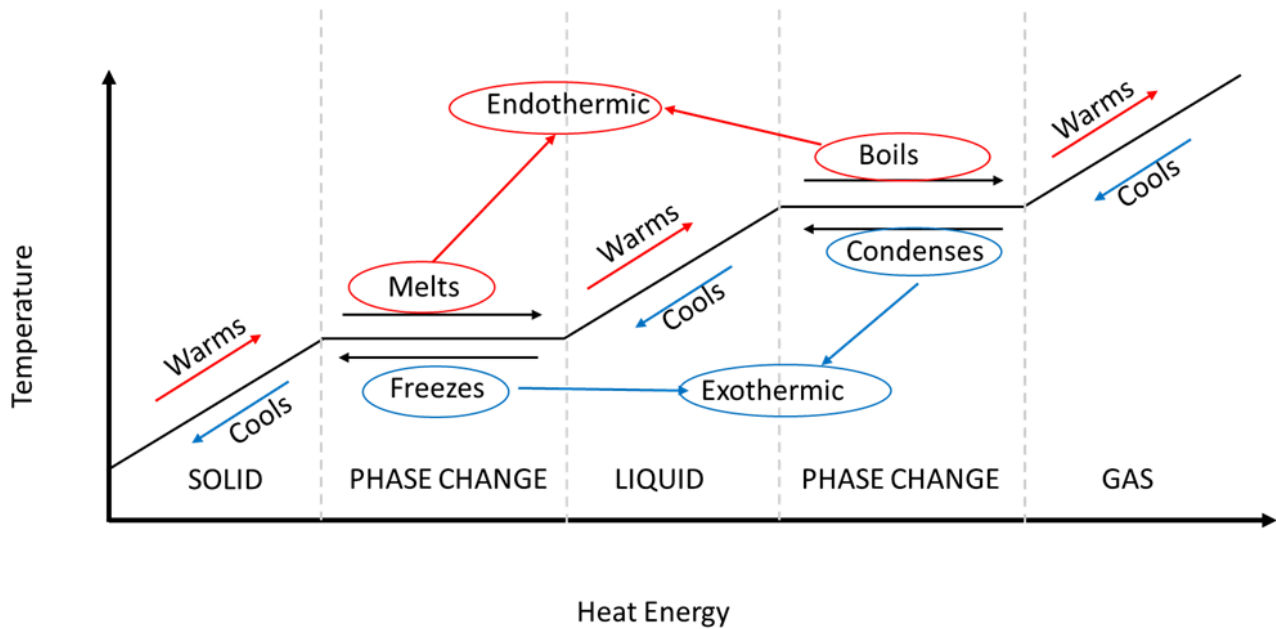 Endothermic
Warms
Boils
Cools
Warms
Condenses
Melts
Cools
Temperature
Warms
Freezes
Exothermic
Cools
SOLID
PHASE CHANGE
LIQUID
PHASE CHANGE
GAS
Heat Energy